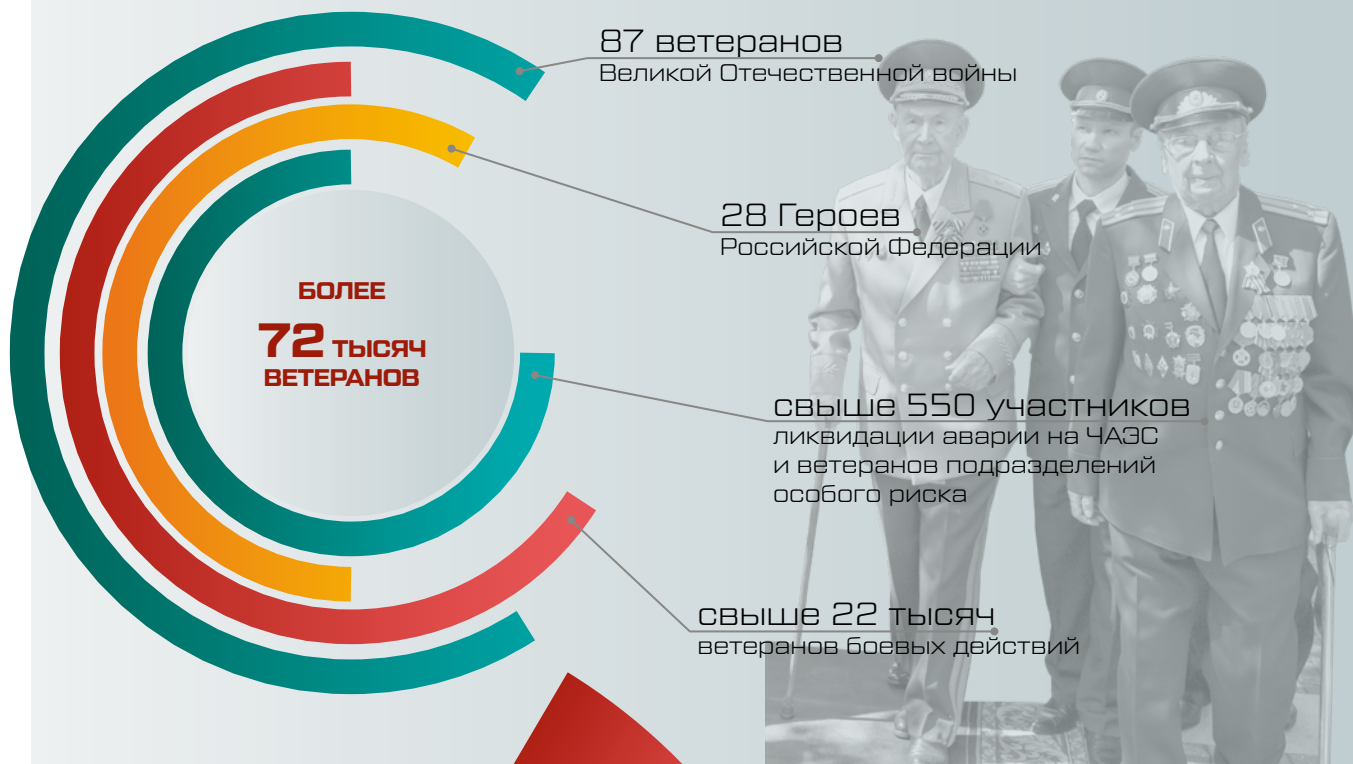 87 ветеранов
Великой Отечественной войны
28 Героев
Российской Федерации
БОЛЕЕ
72 ТЫСЯЧ
ВЕТЕРАНОВ
свыше 550 участников
ликвидации аварии на ЧАЭС
и ветеранов подразделений
особого риска
свыше 22 тысяч
ветеранов боевых действий